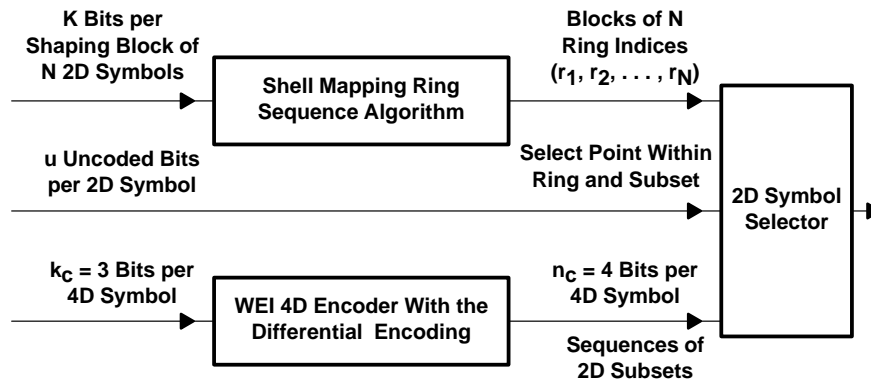 K Bits per
Shaping Block of
N 2D Symbols
Shell Mapping Ring
Sequence Algorithm
Blocks of N
Ring Indices
(r1, r2, . . . , rN)
u Uncoded Bits
per 2D Symbol
Select Point Within
Ring and Subset
2D Symbol
Selector
kc = 3 Bits per
4D Symbol
WEI 4D Encoder With the
Differential Encoding
nc = 4 Bits per
4D Symbol
Sequences of
2D Subsets